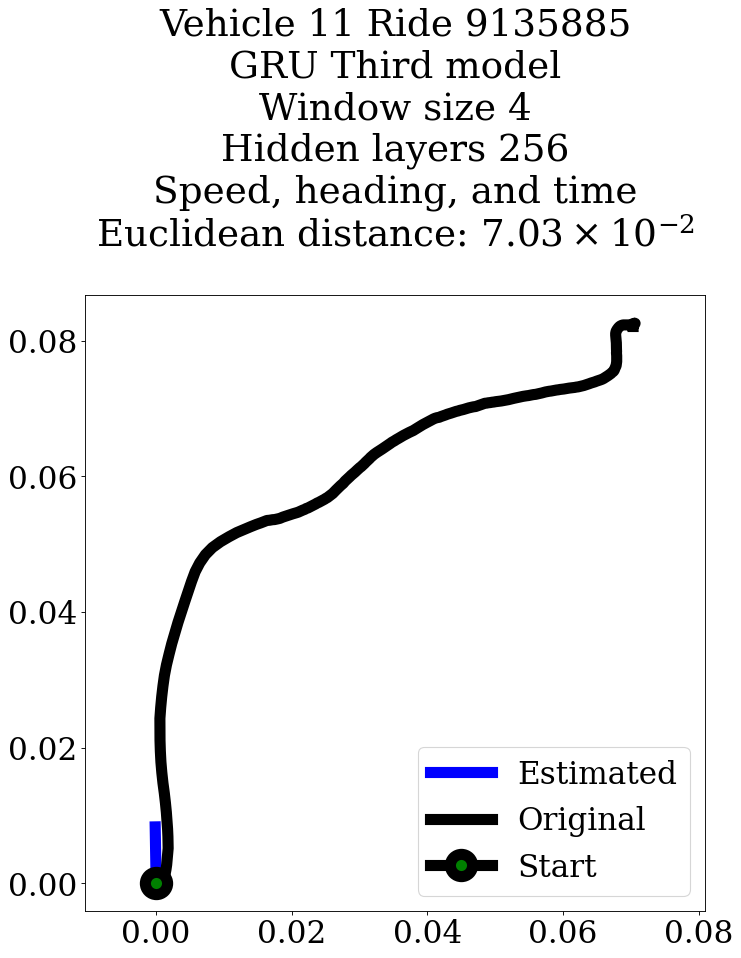 Vehicle 11 Ride 9135885
GRU Third model
Window size 4
Hidden layers 256
Speed, heading, and time
Euclidean distance: 7.03 × 10⁻²
0.08
0.06
0.04
0.02
0.00
Estimated
Original
Start
0.00 0.02 0.04 0.06 0.08